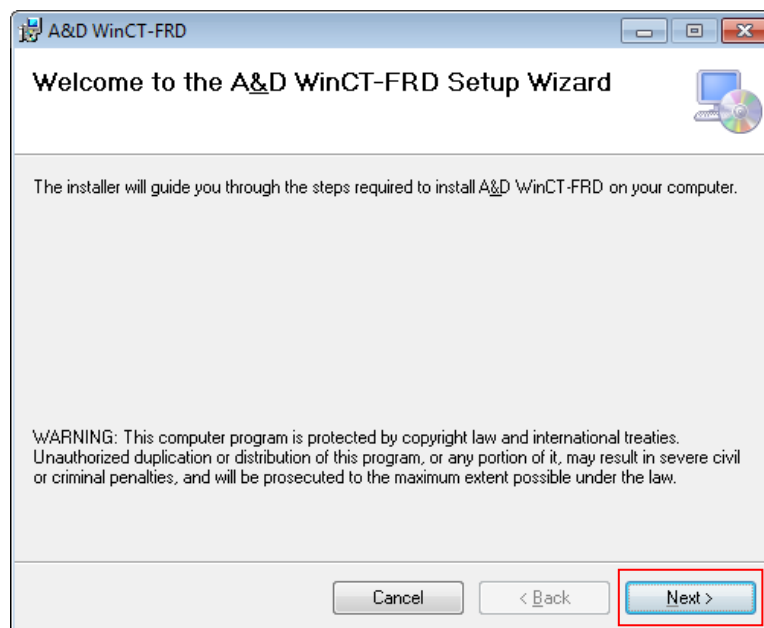 A&D WinCT-FRD
Welcome to the A&D WinCT-FRD Setup Wizard
The installer will guide you through the steps required to install A&D WinCT-FRD on your computer.
WARNING: This computer program is protected by copyright law and international treaties.
Unauthorized duplication or distribution of this program, or any portion of it, may result in severe civil
or criminal penalties, and will be prosecuted to the maximum extent possible under the law.
Cancel
< Back
Next >